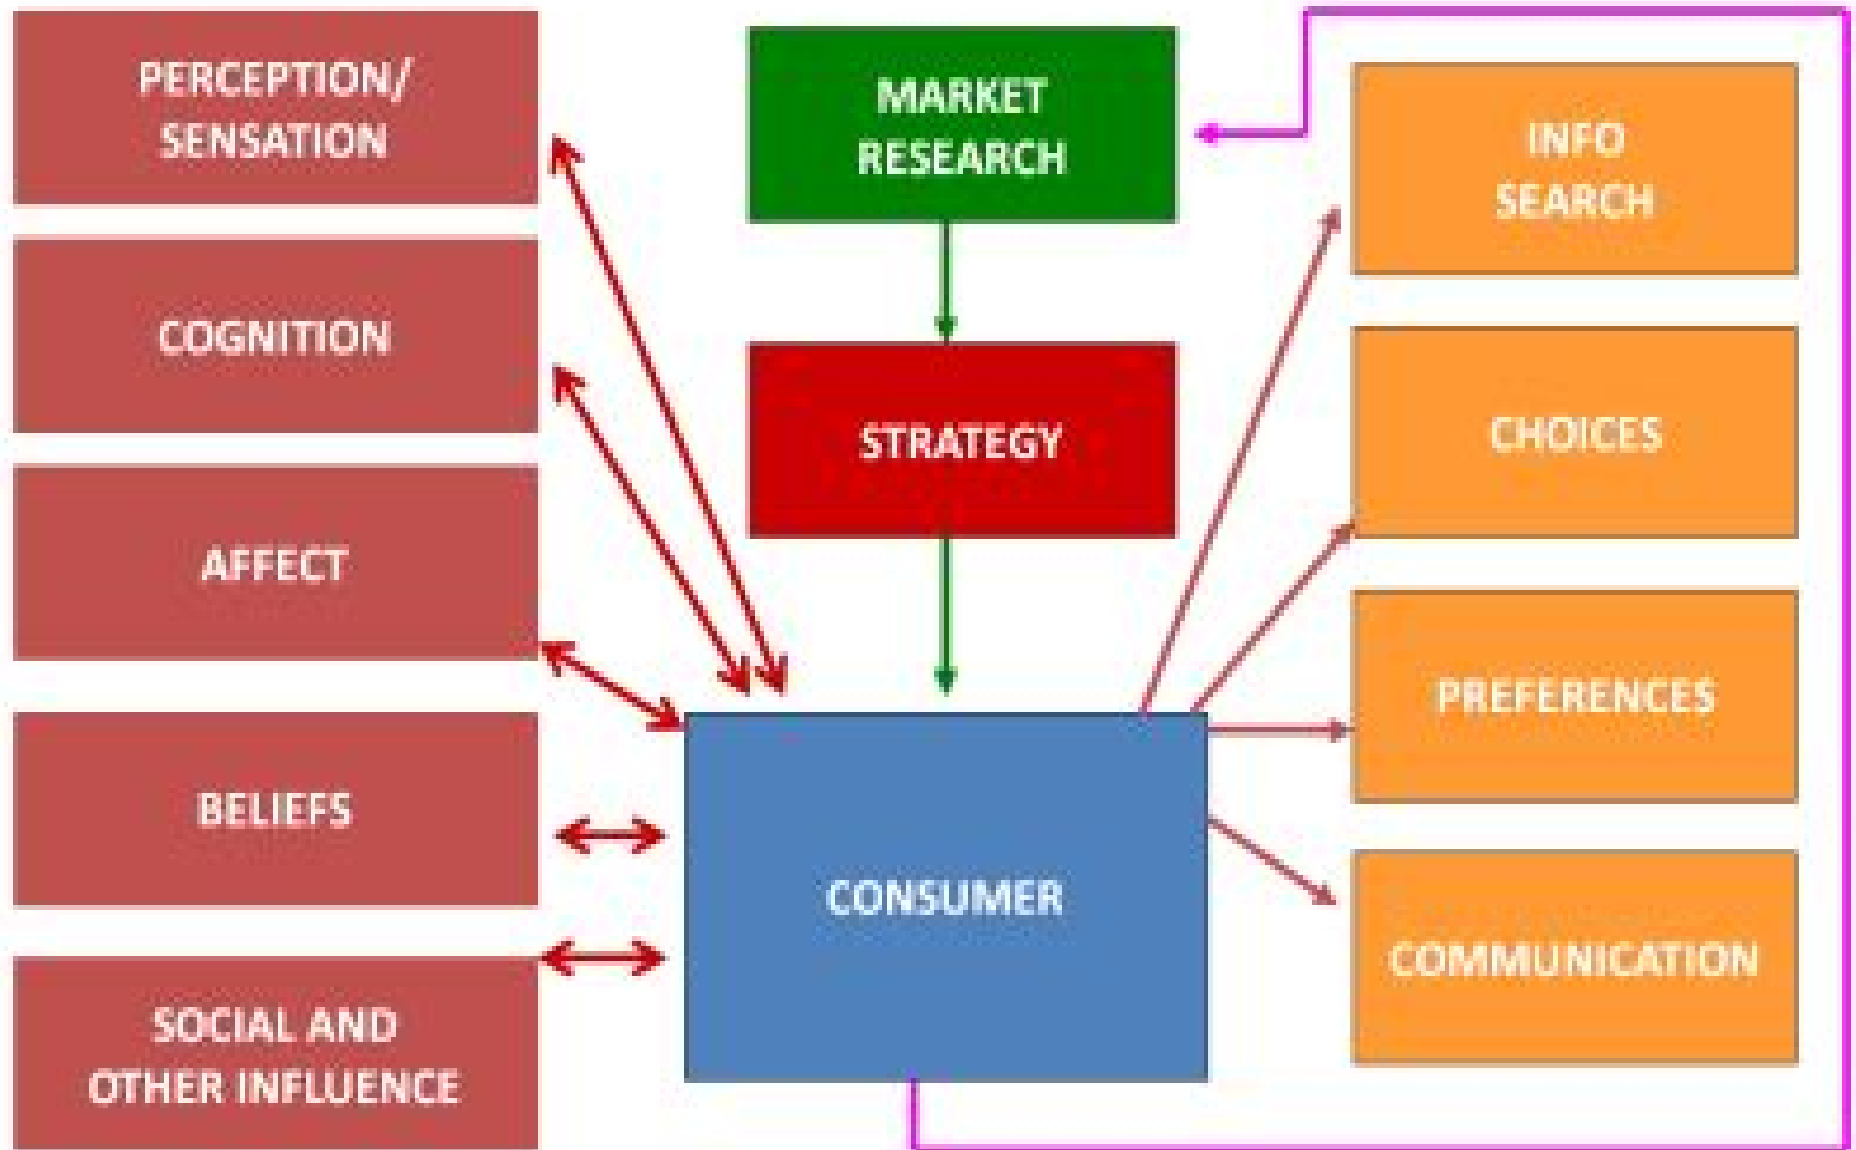 PERCEPTION/
SENSATION
COGNITION
AFFECT
BELIEFS
SOCIAL AND
OTHER INFLUENCE
MARKET
RESEARCH
STRATEGY
CONSUMER
INFO
SEARCH
CHOICES
PREFERENCES
COMMUNICATION